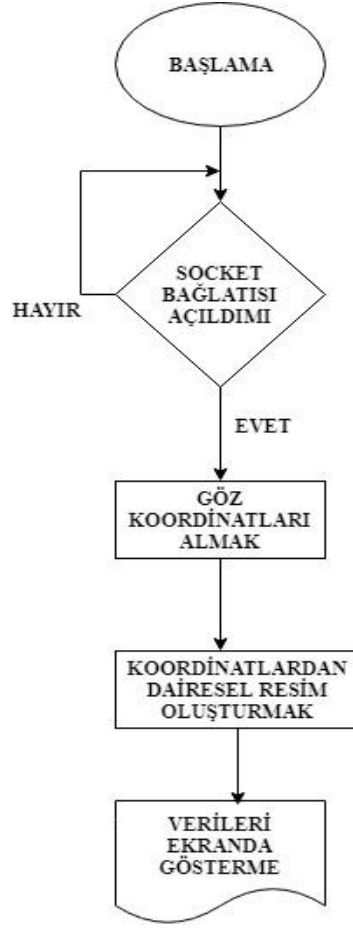 BAŞLAMA
SOCKET
BAĞLATISI
AÇILDIMI
HAYIR
EVET
GÖZ
KOORDİNATLARI
ALMAK
KOORDİNATLARDAN
DAİRESEL RESİM
OLUŞTURMAK
VERİLERİ
EKRANDA
GÖSTERME